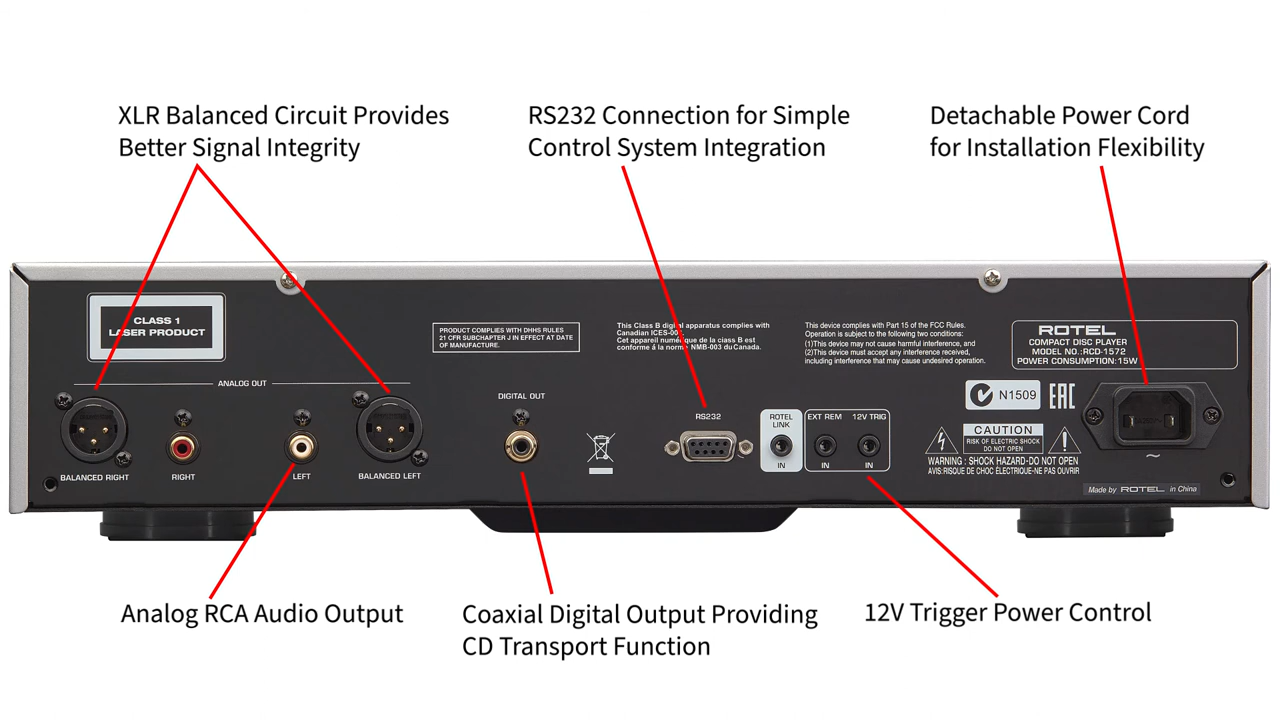 XLR Balanced Circuit Provides
Better Signal Integrity
RS232 Connection for Simple
Control System Integration
Detachable Power Cord
for Installation Flexibility
CLASS 1
LASER PRODUCT
PRODUCT COMPLIES WITH DHHS RULES
21 CFR SUBCHAPTER J IN EFFECT AT DATE
OF MANUFACTURE.
This Class B digital apparatus complies with
Canadian ICES-003.
Cet appareil numérique de la class B est
conforme á la norme NMB-003 du Canada.
This device complies with Part 15 of the FCC Rules.
Operation is subject to the following two conditions:
(1)This device may not cause harmful interference, and
(2)This device must accept any interference received,
including interference that may cause undesired operation.
ROTEL
COMPACT DISC PLAYER
MODEL NO.:RCD-1572
POWER CONSUMPTION:15W
ANALOG OUT
DIGITAL OUT
RS232
ROTEL
LINK
IN
EXT REM
IN
12V TRIG
IN
N1509
EAC
CAUTION
RISK OF ELECTRIC SHOCK
DO NOT OPEN
WARNING : SHOCK HAZARD-DO NOT OPEN
AVIS:RISQUE DE CHOC ÉLECTRIQUE-NE PAS OUVRIR
~
BALANCED RIGHT
RIGHT
LEFT
BALANCED LEFT
Made by ROTEL in China
Analog RCA Audio Output
Coaxial Digital Output Providing
CD Transport Function
12V Trigger Power Control